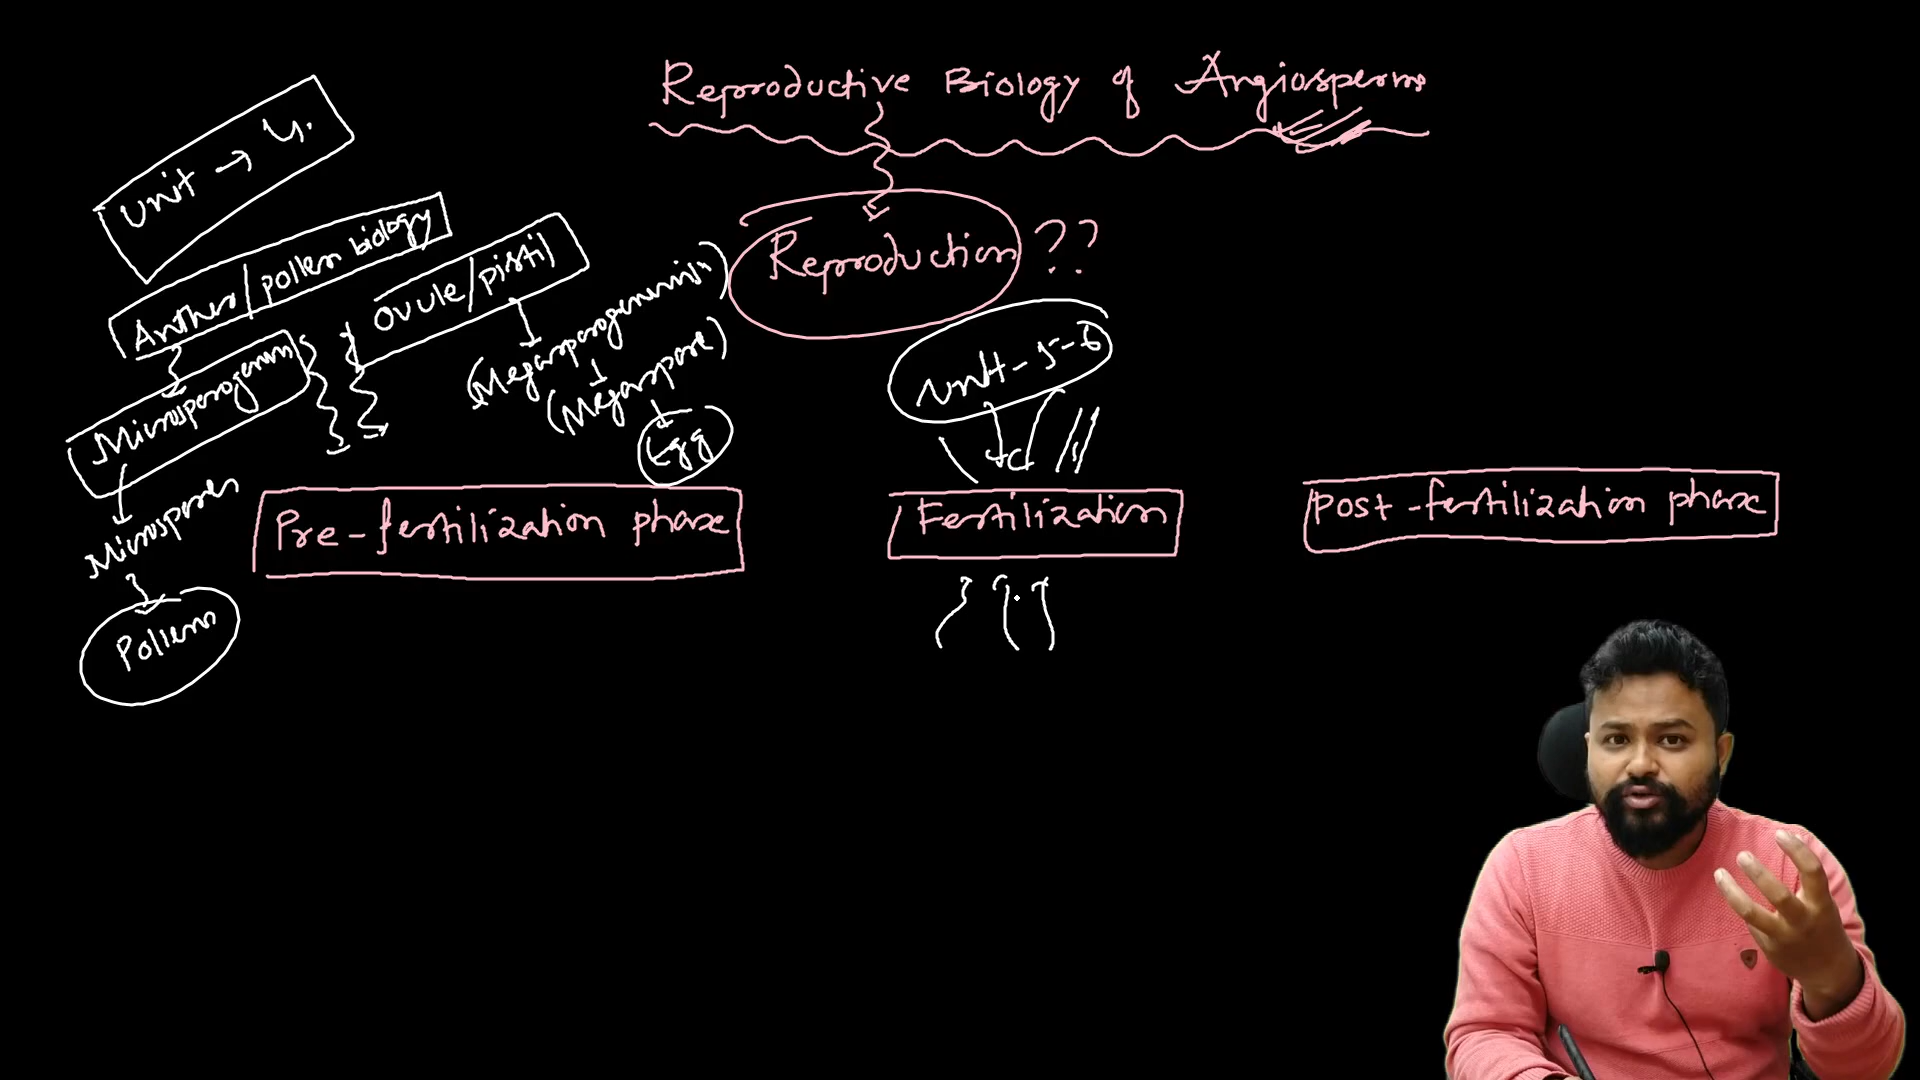 Reproductive Biology of Angiosperms
Unit → 4.
Anther/pollen biology
Ovule/pistil
Reproduction ??
Microsporogenesis
(Megasporogenesis)
(Megaspore)
Egg
Unit-5-6
Microspores
Pollens
Pre-fertilization phase
Fertilization
Post-fertilization phase